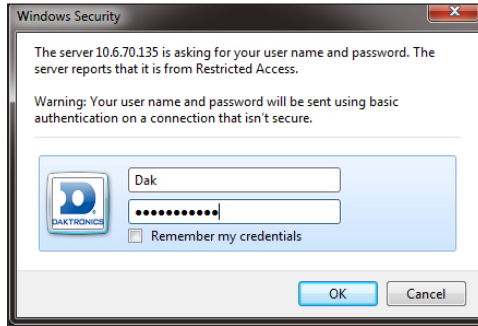 Windows Security
The server 10.6.70.135 is asking for your user name and password. The
server reports that it is from Restricted Access.
Warning: Your user name and password will be sent using basic
authentication on a connection that isn't secure.
Dak
●●●●●●●●●●●
DAKTRONICS
Remember my credentials
OK
Cancel